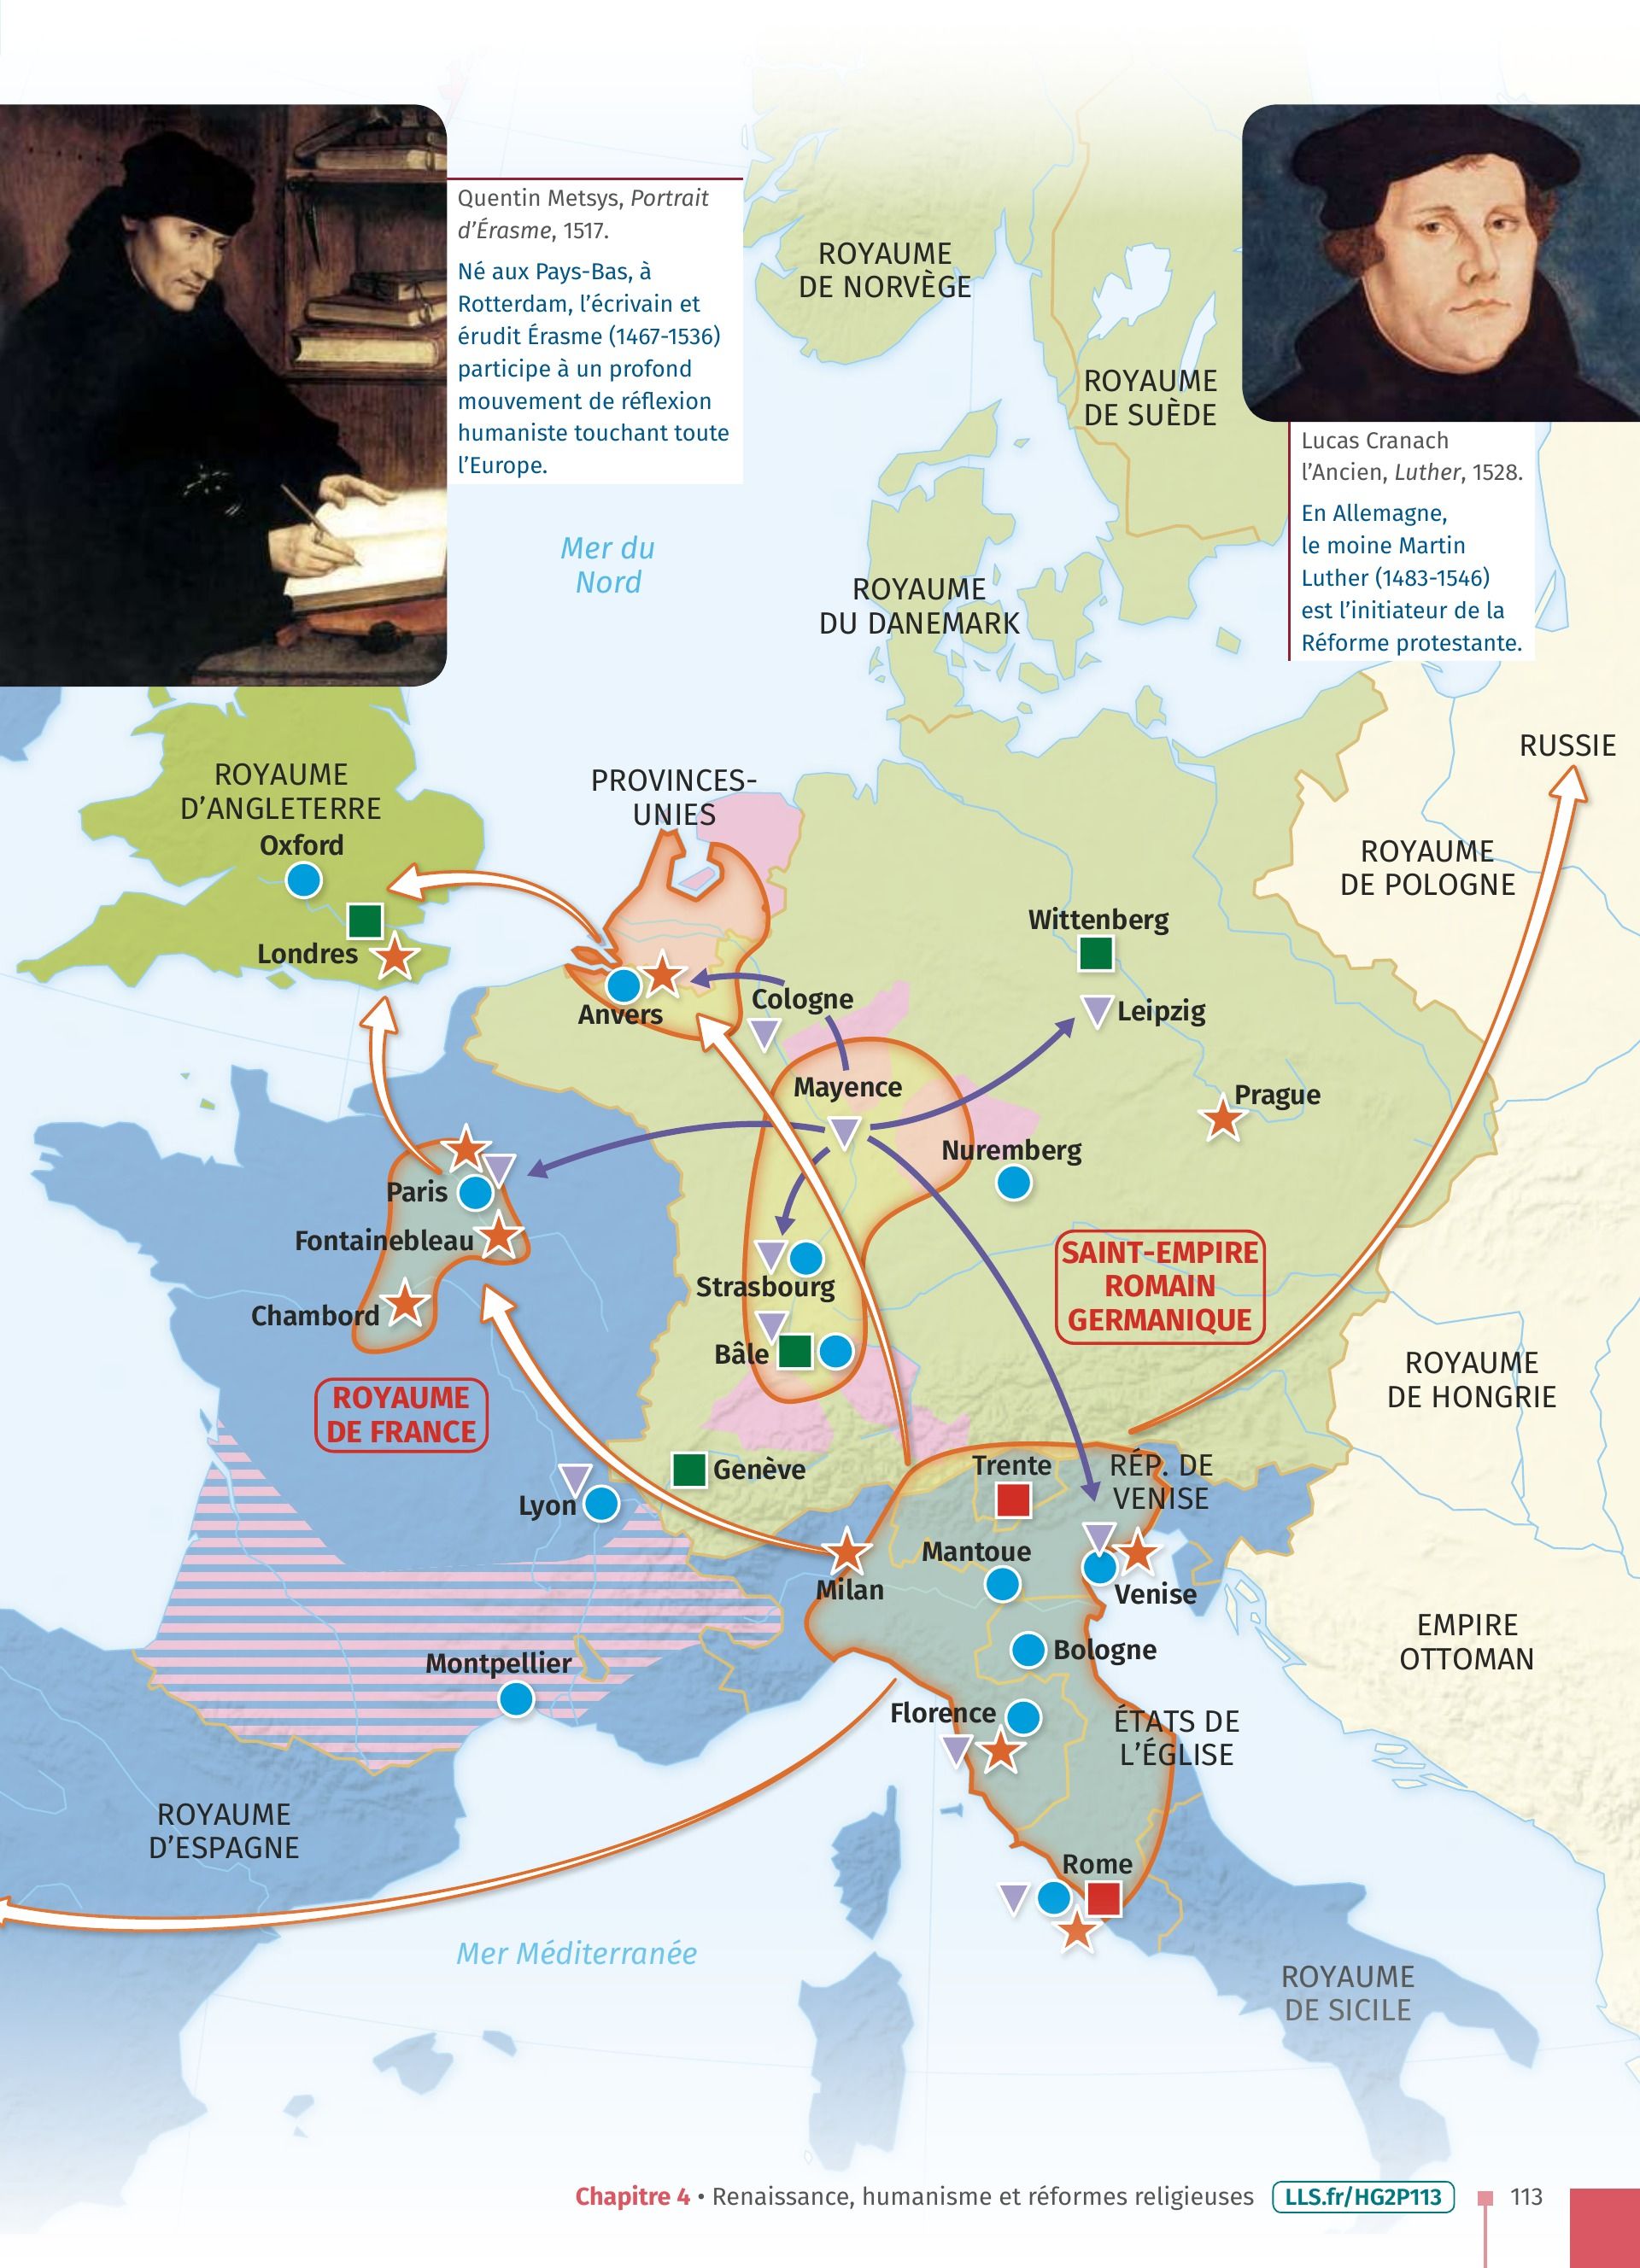 Quentin Metsys, Portrait
d'Érasme, 1517.
Né aux Pays-Bas, à
Rotterdam, l'écrivain et
érudit Érasme (1467-1536)
participe à un profond
mouvement de réflexion
humaniste touchant toute
l'Europe.
Lucas Cranach
l'Ancien, Luther, 1528.
En Allemagne,
le moine Martin
Luther (1483-1546)
est l'initiateur de la
Réforme protestante.
ROYAUME
DE NORVÈGE
ROYAUME
DE SUÈDE
Mer du
Nord
ROYAUME
DU DANEMARK
RUSSIE
ROYAUME
D'ANGLETERRE
PROVINCES-
UNIES
Oxford
ROYAUME
DE POLOGNE
Londres
Wittenberg
Cologne
Anvers
Leipzig
Mayence
Prague
Nuremberg
Paris
Fontainebleau
Chambord
Strasbourg
SAINT-EMPIRE
ROMAIN
GERMANIQUE
Bâle
ROYAUME
DE FRANCE
ROYAUME
DE HONGRIE
Genève
Trente
RÉP. DE
VENISE
Lyon
Mantoue
Milan
Venise
Bologne
EMPIRE
OTTOMAN
Montpellier
Florence
ÉTATS DE
L'ÉGLISE
ROYAUME
D'ESPAGNE
Rome
Mer Méditerranée
ROYAUME
DE SICILE
Chapitre 4 • Renaissance, humanisme et réformes religieuses LLS.fr/HG2P113 113